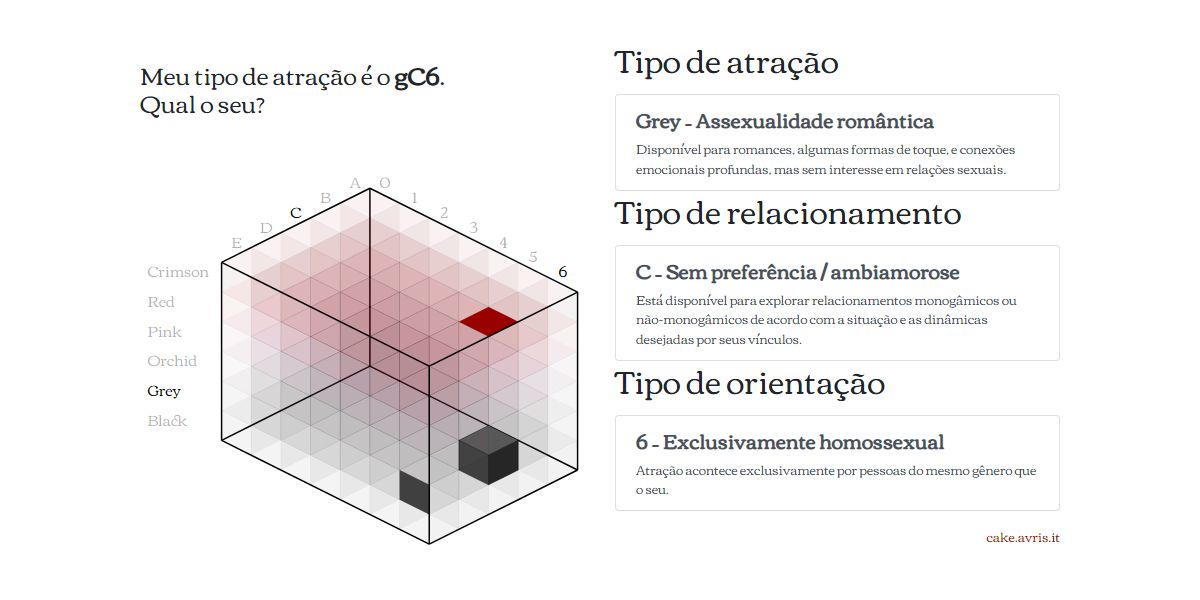 Meu tipo de atração é o gC6.
Qual o seu?
A
B
C
D
E
0
1
2
3
4
5
6
Crimson
Red
Pink
Orchid
Grey
Black
Tipo de atração
Grey - Assexualidade romântica
Disponível para romances, algumas formas de toque, e conexões
emocionais profundas, mas sem interesse em relações sexuais.
Tipo de relacionamento
C - Sem preferência / ambiamorose
Está disponível para explorar relacionamentos monogâmicos ou
não-monogâmicos de acordo com a situação e as dinâmicas
desejadas por seus vínculos.
Tipo de orientação
6 - Exclusivamente homossexual
Atração acontece exclusivamente por pessoas do mesmo gênero que
o seu.
cake.avris.it